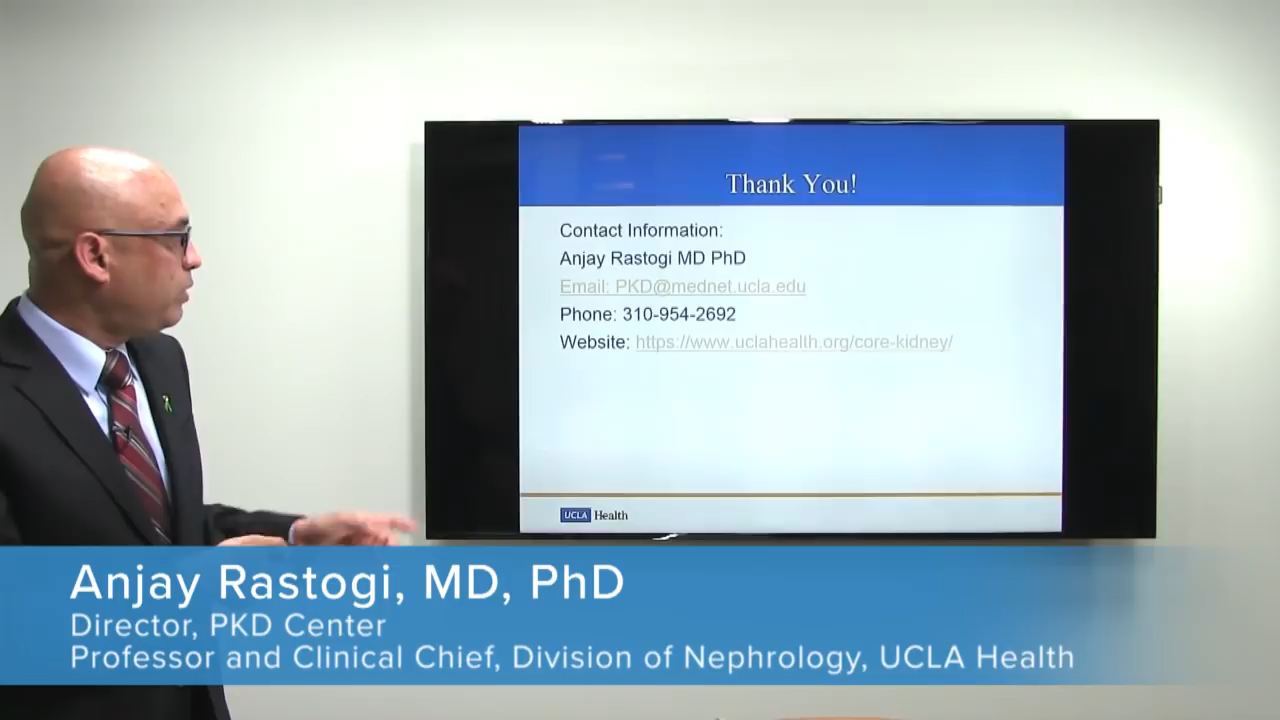 Thank You!
Contact Information:
Anjay Rastogi MD PhD
Email: PKD@mednet.ucla.edu
Phone: 310-954-2692
Website: https://www.uclahealth.org/core-kidney/
UCLA Health
Anjay Rastogi, MD, PhD
Director, PKD Center
Professor and Clinical Chief, Division of Nephrology, UCLA Health